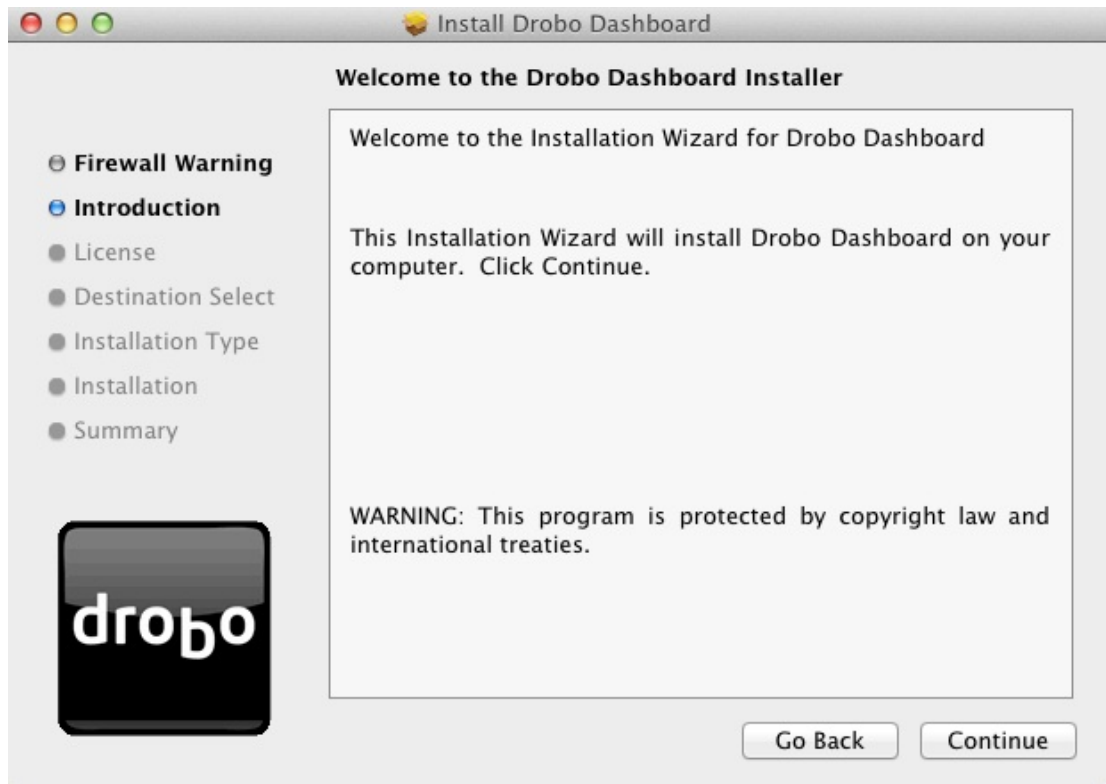 Install Drobo Dashboard
Welcome to the Drobo Dashboard Installer
Firewall Warning
Introduction
License
Destination Select
Installation Type
Installation
Summary
Welcome to the Installation Wizard for Drobo Dashboard
This Installation Wizard will install Drobo Dashboard on your
computer.  Click Continue.
WARNING: This program is protected by copyright law and
international treaties.
drobo
Go Back
Continue